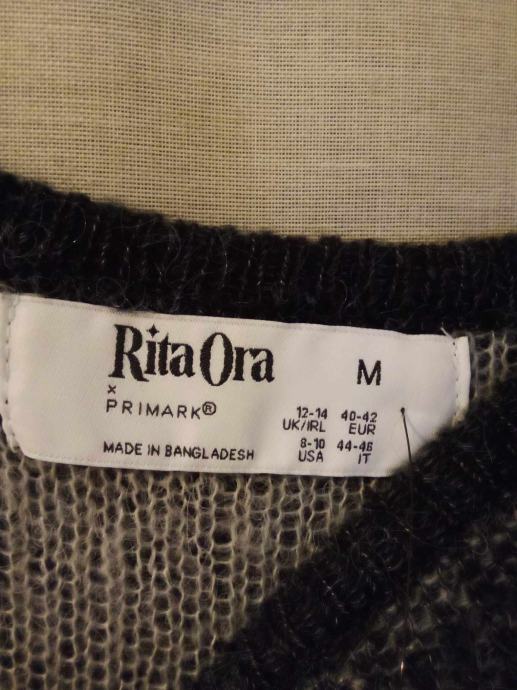 Rita Ora
x
PRIMARK®
MADE IN BANGLADESH
M
12-14 40-42
UK/IRL EUR
8-10 44-46
USA IT